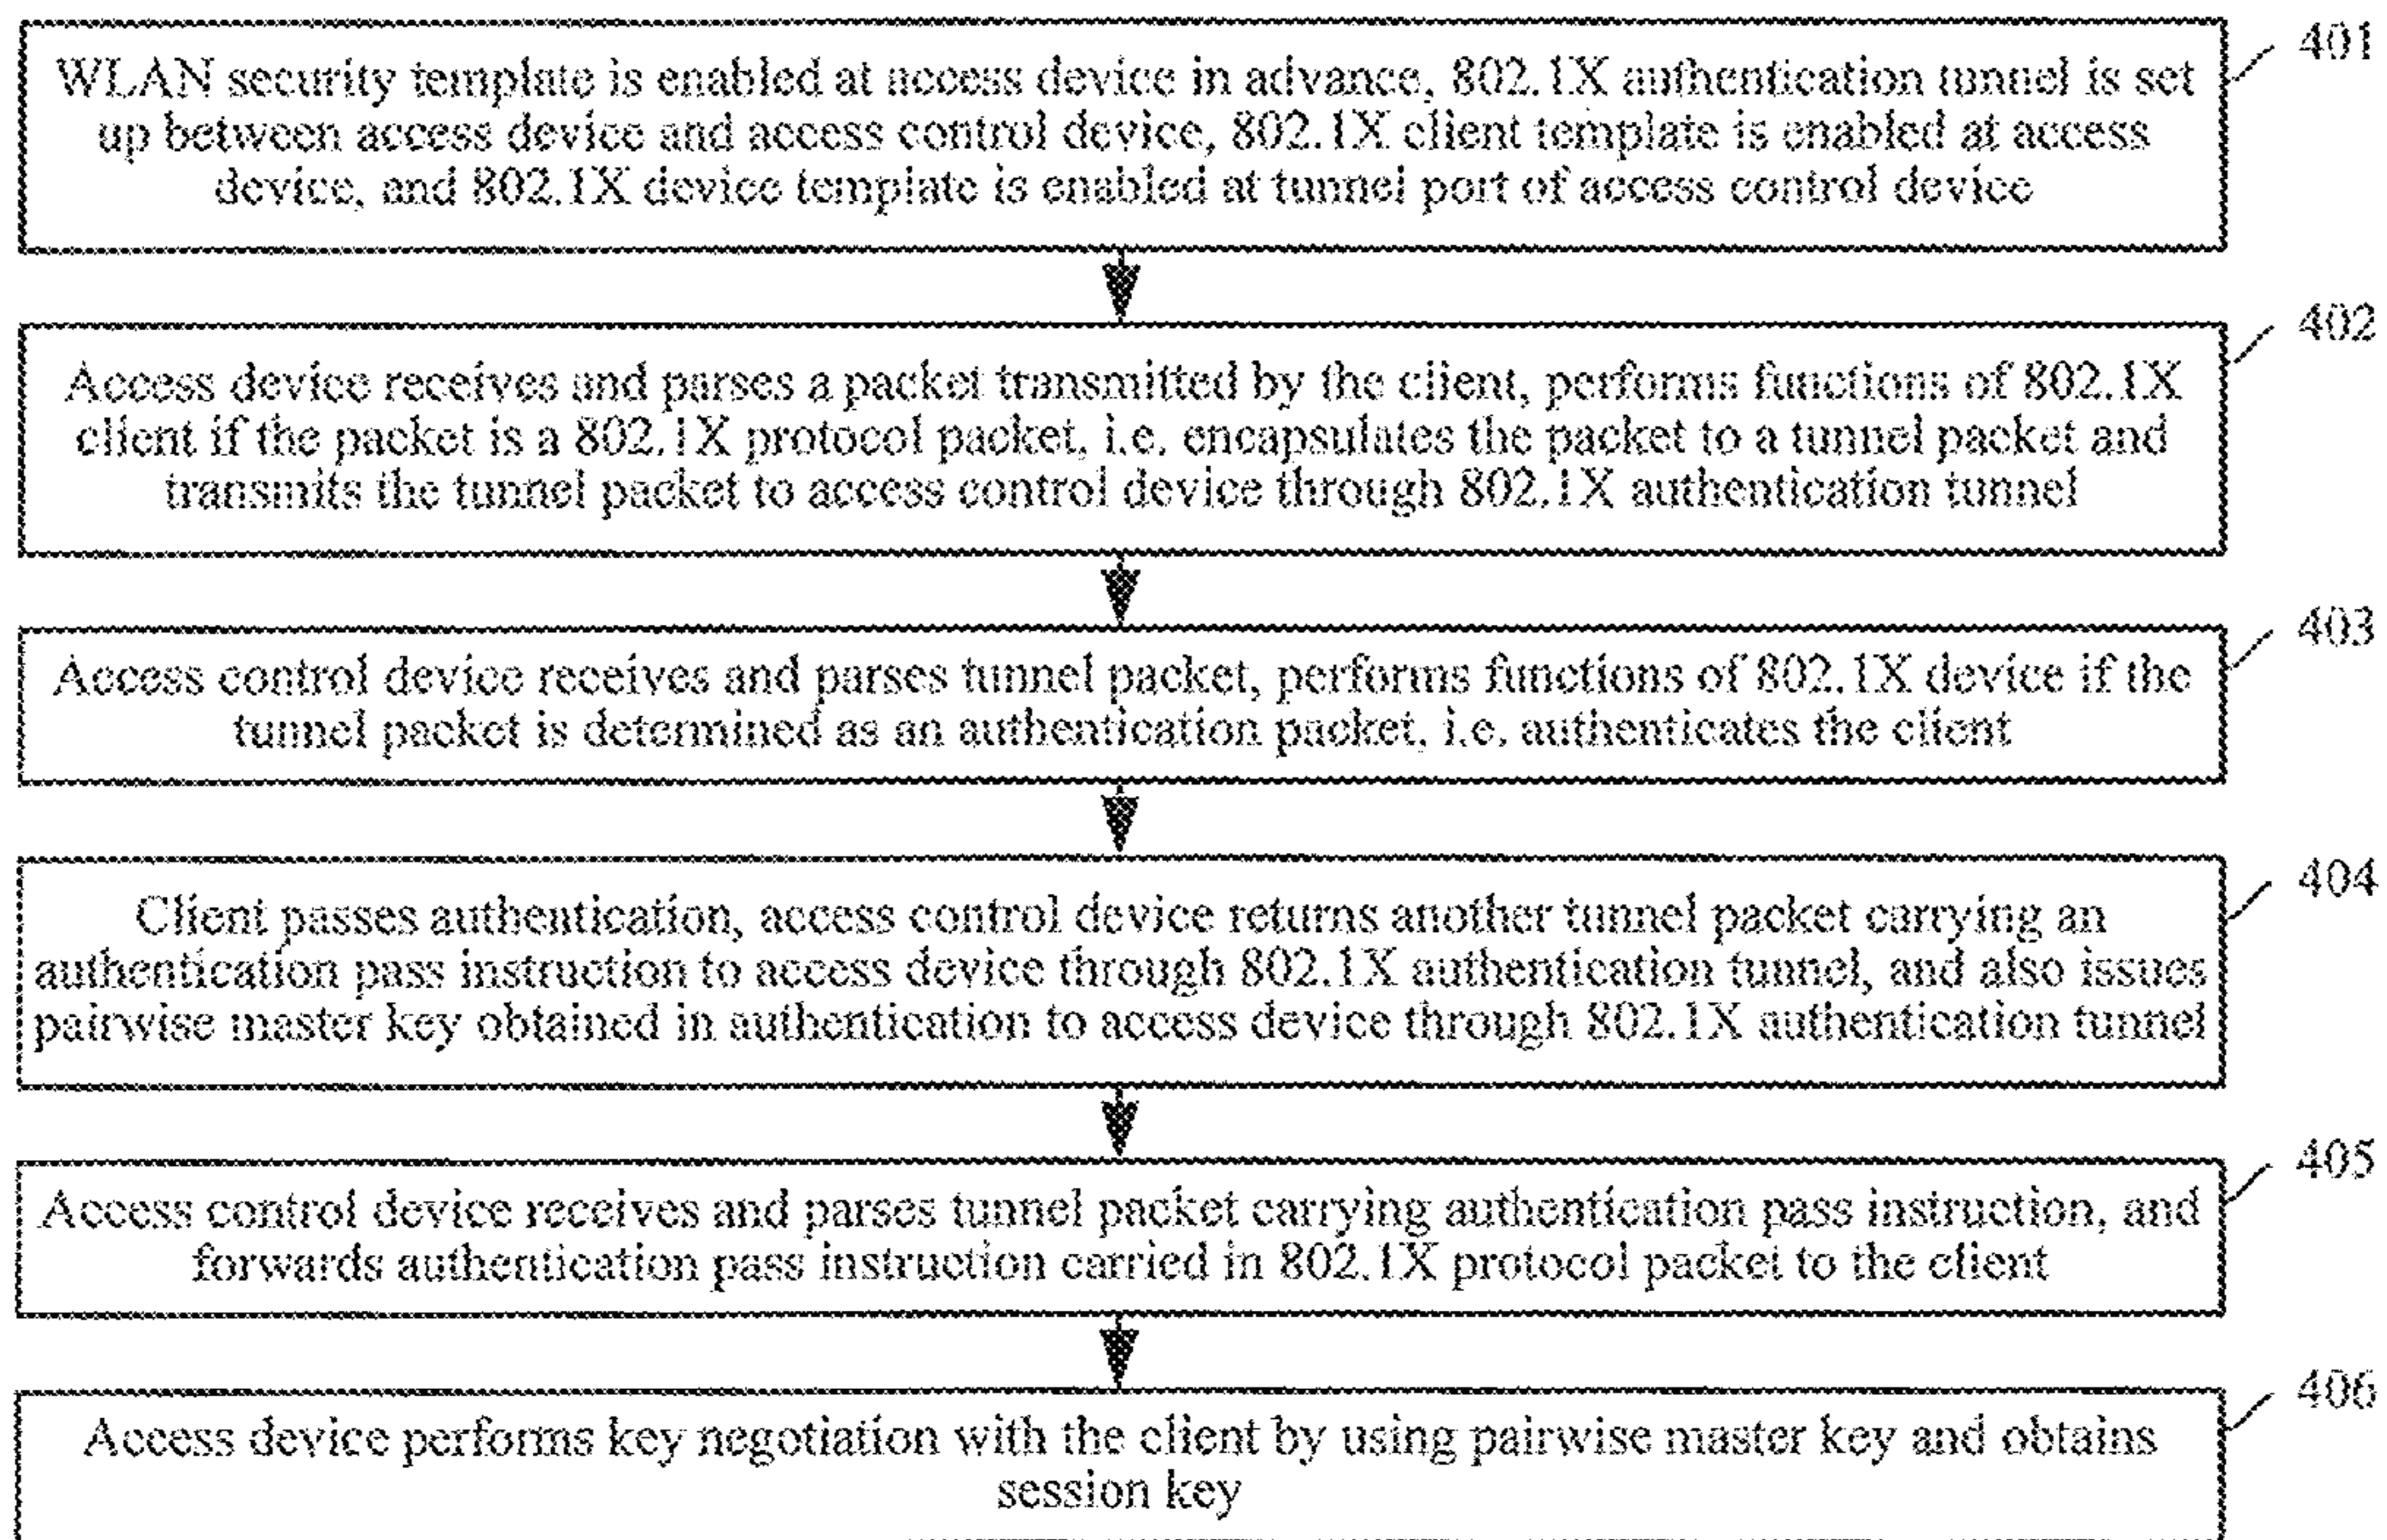 401
WLAN security template is enabled at access device in advance, 802.1X authentication tunnel is set
up between access device and access control device, 802.1X client template is enabled at access
device, and 802.1X device template is enabled at tunnel port of access control device
402
Access device receives and parses a packet transmitted by the client, performs functions of 802.1X
client if the packet is a 802.1X protocol packet, i.e. encapsulates the packet to a tunnel packet and
transmits the tunnel packet to access control device through 802.1X authentication tunnel
403
Access control device receives and parses tunnel packet, performs functions of 802.1X device if the
tunnel packet is determined as an authentication packet, i.e. authenticates the client
404
Client passes authentication, access control device returns another tunnel packet carrying an
authentication pass instruction to access device through 802.1X authentication tunnel, and also issues
pairwise master key obtained in authentication to access device through 802.1X authentication tunnel
405
Access control device receives and parses tunnel packet carrying authentication pass instruction, and
forwards authentication pass instruction carried in 802.1X protocol packet to the client
406
Access device performs key negotiation with the client by using pairwise master key and obtains
session key